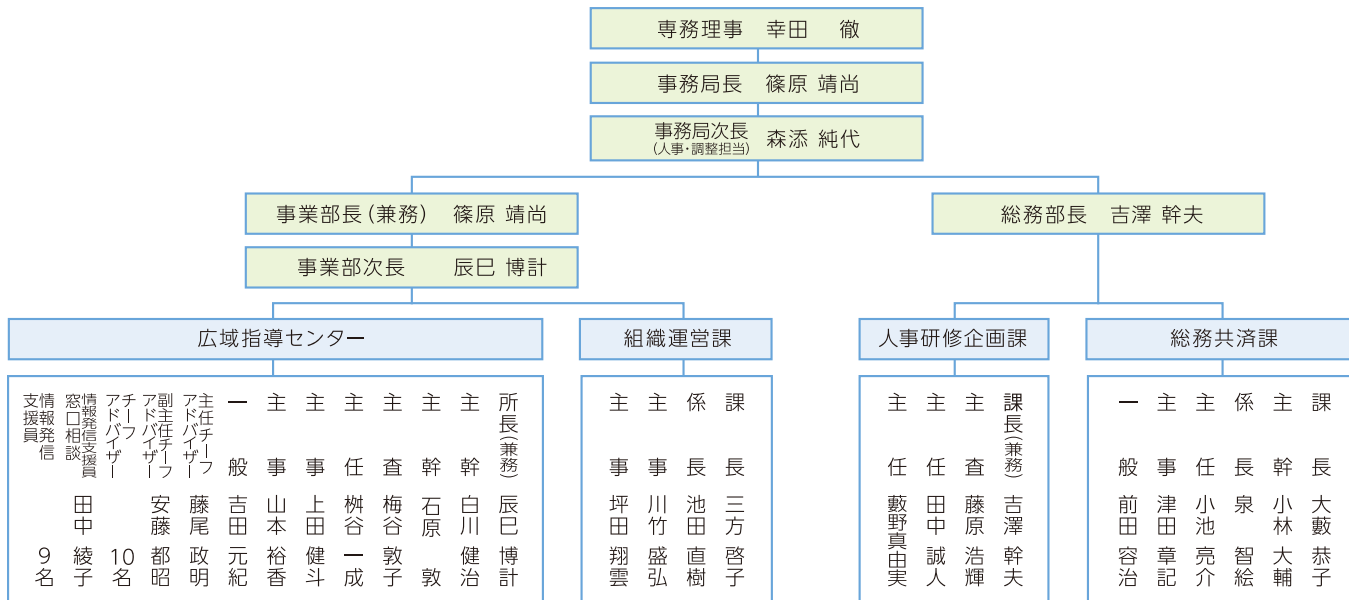 専務理事 幸田 徹
事務局長 篠原 靖尚
事務局次長
(人事・調整担当) 森添 純代
事業部長(兼務) 篠原 靖尚
総務部長 吉澤 幹夫
事業部次長 辰巳 博計
広域指導センター
組織運営課
人事研修企画課
総務共済課
所長(兼務) 辰巳 博計
主幹 白川 健治
主幹 石原 敦
主査 梅谷 敦子
主任 桝谷 一成
主事 上田 健斗
主事 山本 裕香
一般 吉田 元紀
主任チーフ
アドバイザー 藤尾 政明
副主任チーフ
アドバイザー 安藤 都昭
チーフ
アドバイザー 10名
情報発信支援員
窓口相談 田中 綾子
情報発信
支援員 9名
課長 三方 啓子
係長 池田 直樹
主事 川竹 盛弘
主事 坪田 翔雲
課長(兼務) 吉澤 幹夫
主査 藤原 浩輝
主任 田中 誠人
主任 藪野真由実
課長 大藪 恭子
主幹 小林 大輔
係長 泉 智絵
主任 小池 亮介
主事 津田 章記
一般 前田 容治